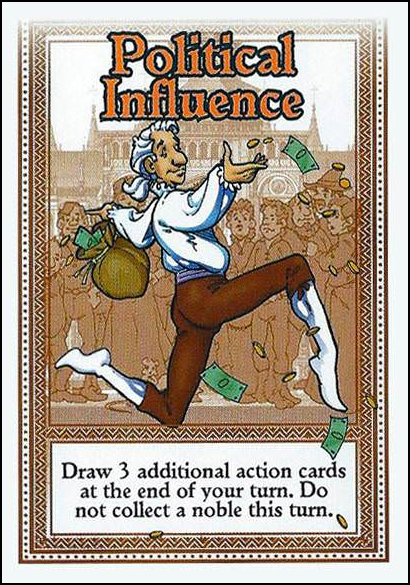 Political
Influence
Draw 3 additional action cards
at the end of your turn. Do
not collect a noble this turn.